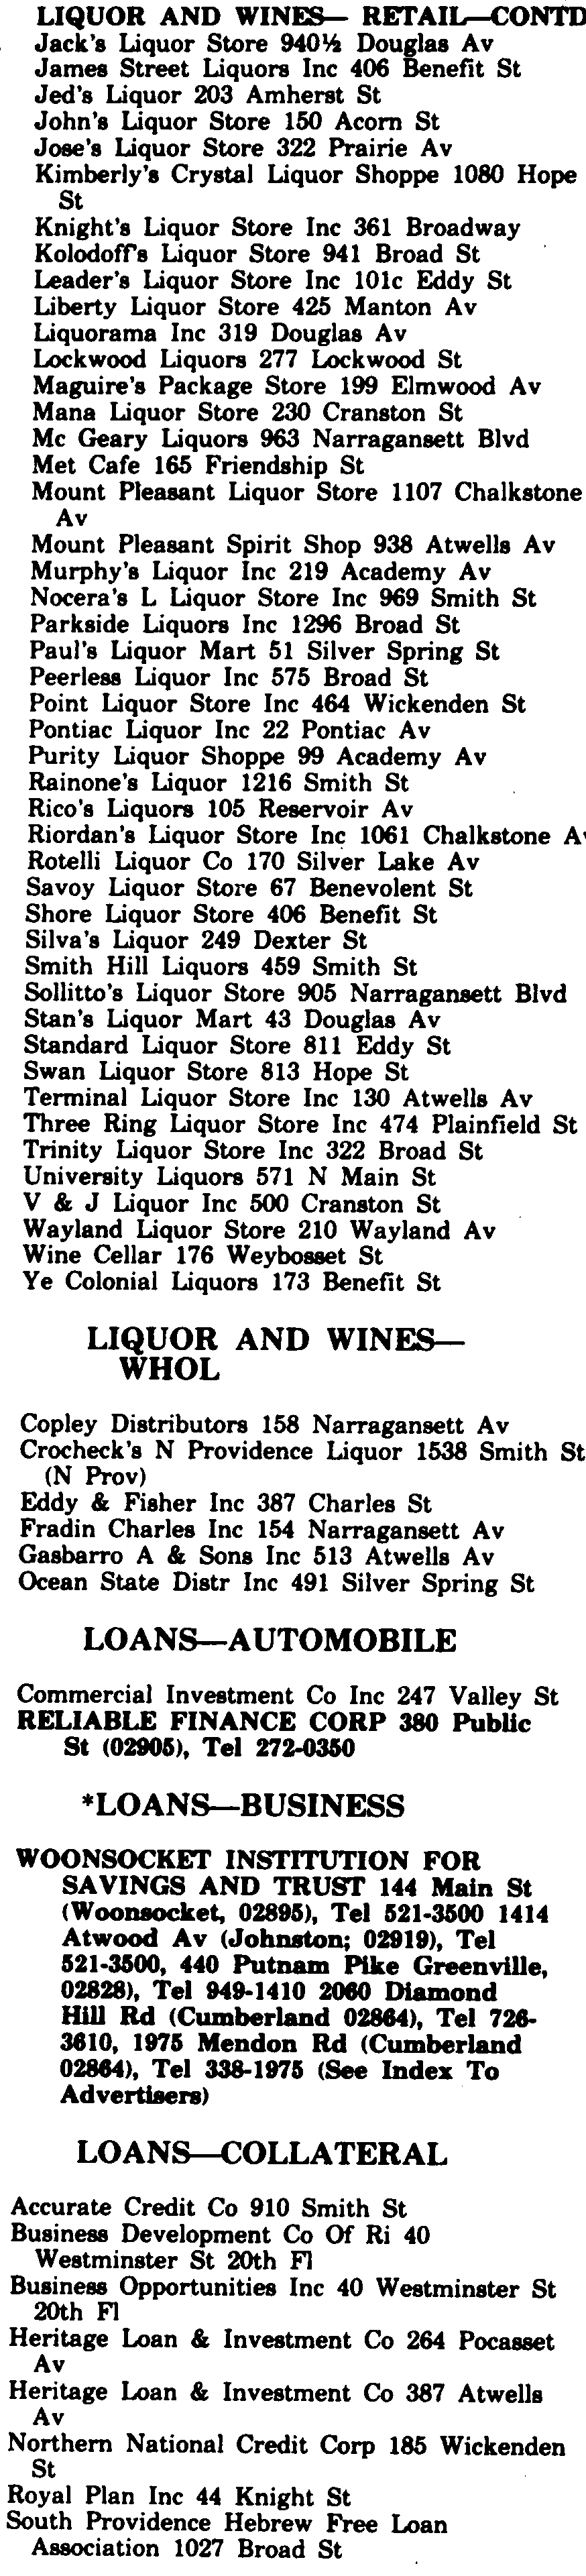 LIQUOR AND WINES— RETAIL—CONTD
Jack's Liquor Store 940½ Douglas Av
James Street Liquors Inc 406 Benefit St
Jed's Liquor 203 Amherst St
John's Liquor Store 150 Acorn St
Jose's Liquor Store 322 Prairie Av
Kimberly's Crystal Liquor Shoppe 1080 Hope
St
Knight's Liquor Store Inc 361 Broadway
Kolodoff's Liquor Store 941 Broad St
Leader's Liquor Store Inc 101c Eddy St
Liberty Liquor Store 425 Manton Av
Liquorama Inc 319 Douglas Av
Lockwood Liquors 277 Lockwood St
Maguire's Package Store 199 Elmwood Av
Mana Liquor Store 230 Cranston St
Mc Geary Liquors 963 Narragansett Blvd
Met Cafe 165 Friendship St
Mount Pleasant Liquor Store 1107 Chalkstone
Av
Mount Pleasant Spirit Shop 938 Atwells Av
Murphy's Liquor Inc 219 Academy Av
Nocera's L Liquor Store Inc 969 Smith St
Parkside Liquors Inc 1296 Broad St
Paul's Liquor Mart 51 Silver Spring St
Peerless Liquor Inc 575 Broad St
Point Liquor Store Inc 464 Wickenden St
Pontiac Liquor Inc 22 Pontiac Av
Purity Liquor Shoppe 99 Academy Av
Rainone's Liquor 1216 Smith St
Rico's Liquors 105 Reservoir Av
Riordan's Liquor Store Inc 1061 Chalkstone Av
Rotelli Liquor Co 170 Silver Lake Av
Savoy Liquor Store 67 Benevolent St
Shore Liquor Store 406 Benefit St
Silva's Liquor 249 Dexter St
Smith Hill Liquors 459 Smith St
Sollitto's Liquor Store 905 Narragansett Blvd
Stan's Liquor Mart 43 Douglas Av
Standard Liquor Store 811 Eddy St
Swan Liquor Store 813 Hope St
Terminal Liquor Store Inc 130 Atwells Av
Three Ring Liquor Store Inc 474 Plainfield St
Trinity Liquor Store Inc 322 Broad St
University Liquors 571 N Main St
V & J Liquor Inc 500 Cranston St
Wayland Liquor Store 210 Wayland Av
Wine Cellar 176 Weybosset St
Ye Colonial Liquors 173 Benefit St
LIQUOR AND WINES—
WHOL
Copley Distributors 158 Narragansett Av
Crocheck's N Providence Liquor 1538 Smith St
(N Prov)
Eddy & Fisher Inc 387 Charles St
Fradin Charles Inc 154 Narragansett Av
Gasbarro A & Sons Inc 513 Atwells Av
Ocean State Distr Inc 491 Silver Spring St
LOANS—AUTOMOBILE
Commercial Investment Co Inc 247 Valley St
RELIABLE FINANCE CORP 380 Public
St (02905), Tel 272-0350
*LOANS—BUSINESS
WOONSOCKET INSTITUTION FOR
SAVINGS AND TRUST 144 Main St
(Woonsocket, 02895), Tel 521-3500 1414
Atwood Av (Johnston; 02919), Tel
521-3500, 440 Putnam Pike Greenville,
02828), Tel 949-1410 2060 Diamond
Hill Rd (Cumberland 02864), Tel 726-
3610, 1975 Mendon Rd (Cumberland
02864), Tel 338-1975 (See Index To
Advertisers)
LOANS—COLLATERAL
Accurate Credit Co 910 Smith St
Business Development Co Of Ri 40
Westminster St 20th Fl
Business Opportunities Inc 40 Westminster St
20th Fl
Heritage Loan & Investment Co 264 Pocasset
Av
Heritage Loan & Investment Co 387 Atwells
Av
Northern National Credit Corp 185 Wickenden
St
Royal Plan Inc 44 Knight St
South Providence Hebrew Free Loan
Association 1027 Broad St